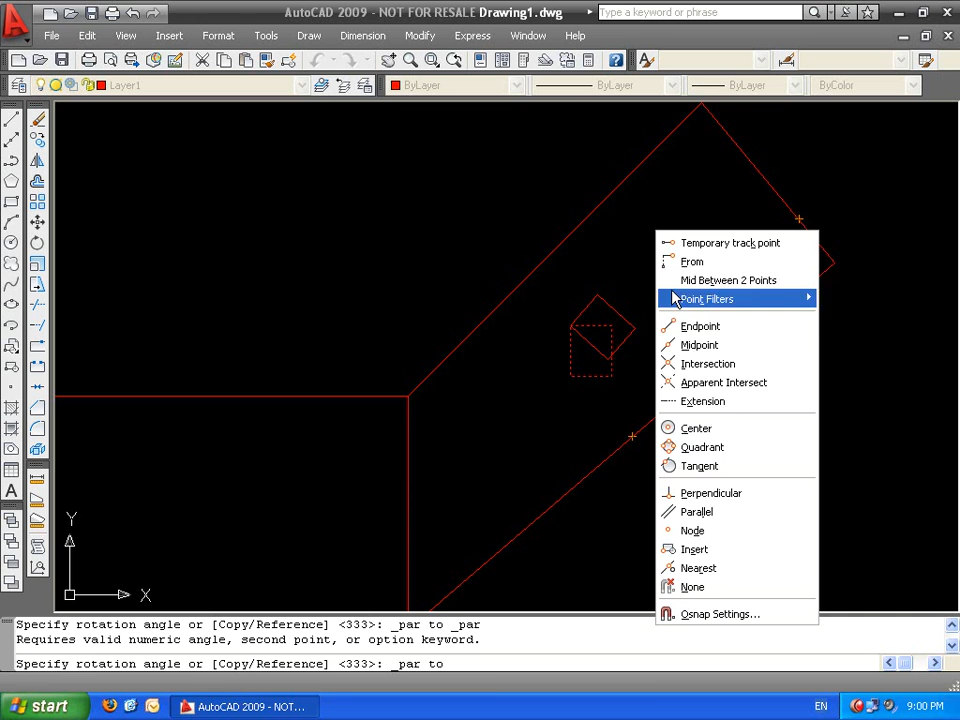 AutoCAD 2009 - NOT FOR RESALE Drawing1.dwg Type a keyword or phrase
File Edit View Insert Format Tools Draw Dimension Modify Express Window Help
A
Layer1 ByLayer ByLayer ByLayer ByColor
Temporary track point
From
Mid Between 2 Points
Point Filters
Endpoint
Midpoint
Intersection
Apparent Intersect
Extension
Center
Quadrant
Tangent
Perpendicular
Parallel
Node
Insert
Nearest
None
Osnap Settings...
A
Y
X
Specify rotation angle or [Copy/Reference] <333>: _par to _par
Requires valid numeric angle, second point, or option keyword.
Specify rotation angle or [Copy/Reference] <333>: _par to
start AutoCAD 2009 - NOT... EN 9:00 PM